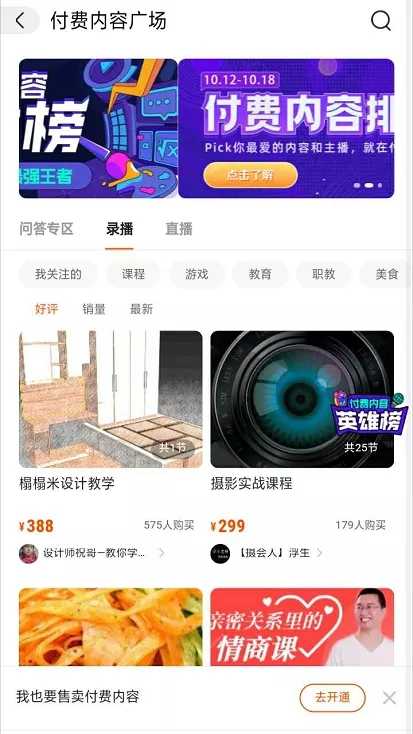 付费内容广场
容
榜
最强王者
10.12-10.18
付费内容排
Pick你最爱的内容和主播，就在付
点击了解
问答专区
录播
直播
我关注的
课程
游戏
教育
职教
美食
好评
销量
最新
共1节
共25节
付费内容
英雄榜
榻榻米设计教学
摄影实战课程
¥388
575人购买
¥299
179人购买
设计师祝哥—教你学...
【摄会人】浮生
亲密关系里的
情商课
我也要售卖付费内容
去开通